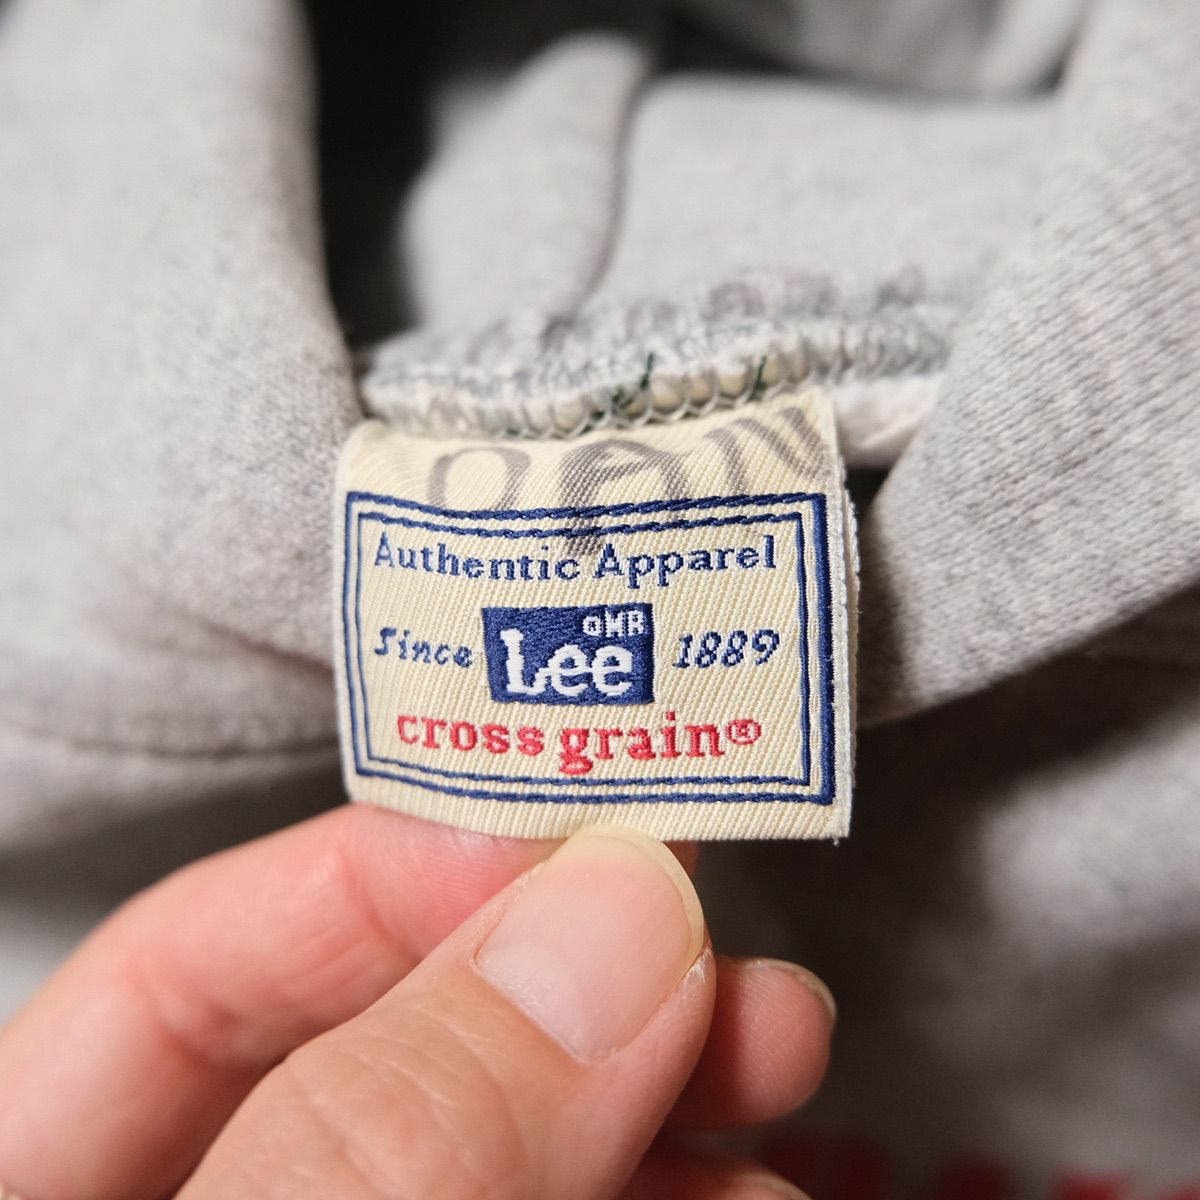 Authentic Apparel
Since Lee 1889
cross grain®